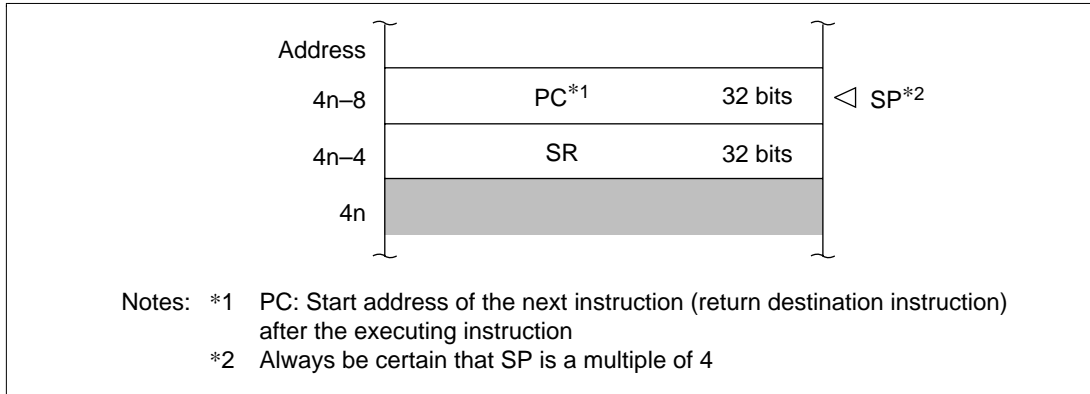 Address
4n–8 PC*1 32 bits ◁ SP*2
4n–4 SR 32 bits
4n
Notes: *1 PC: Start address of the next instruction (return destination instruction)
after the executing instruction
*2 Always be certain that SP is a multiple of 4